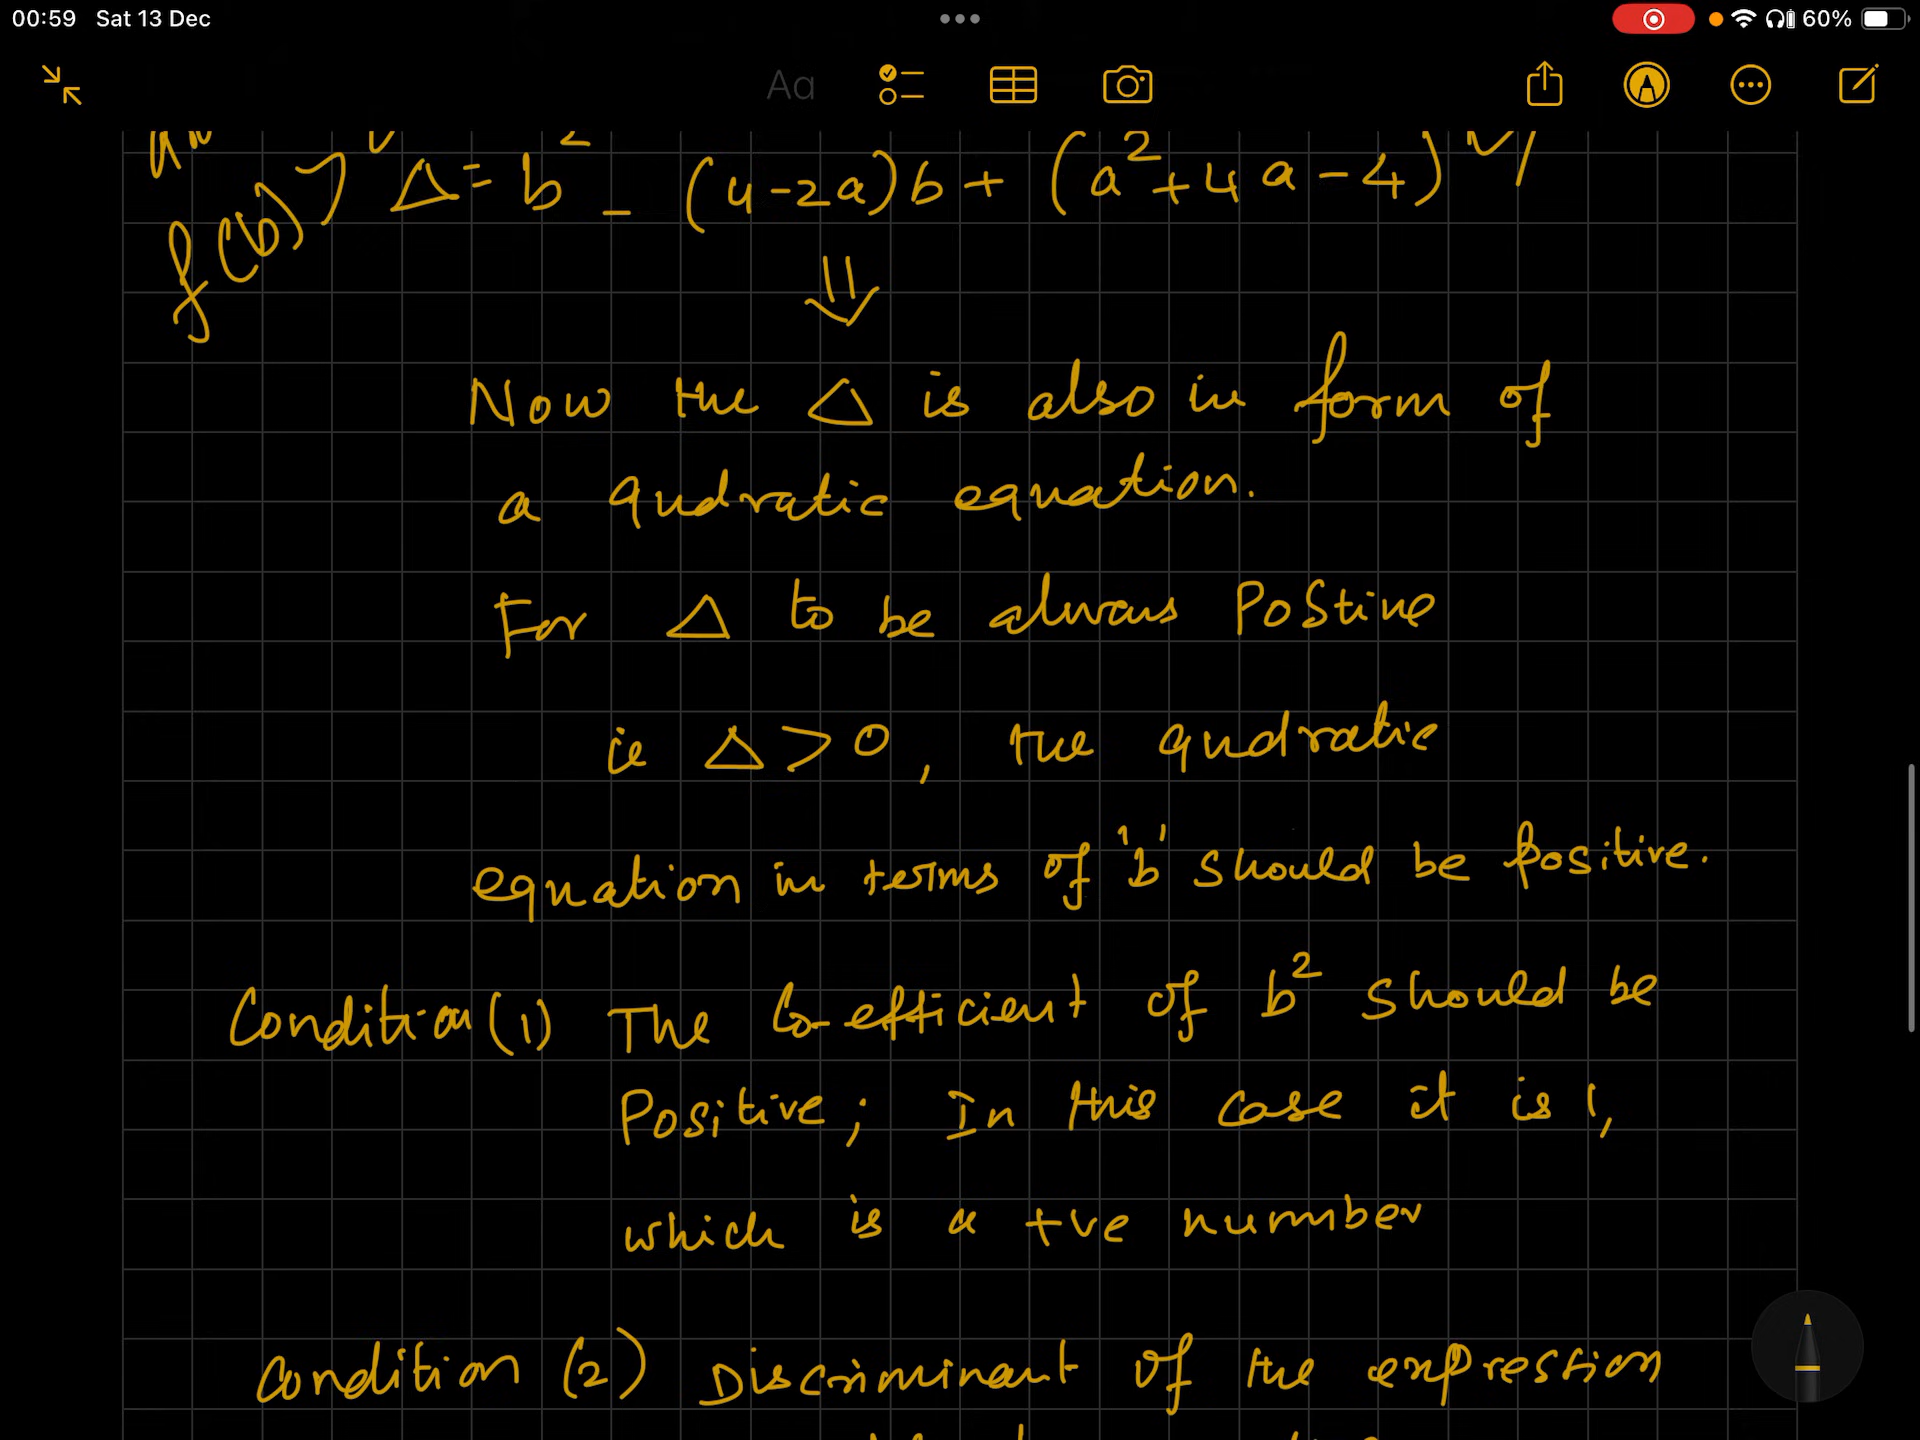 00:59 Sat 13 Dec
60%
Aa
f(b) Δ = b² - (4-2a)b + (a²+4a-4)
⇓
Now the Δ is also in form of
a qudratic equation.
For Δ to be always Postive
ie Δ > 0, the qudratic
equation in terms of 'b' should be positive.
Condition (1) The Co-efficient of b² should be
Positive; In this case it is 1,
which is a +ve number
Condition (2) Discriminant of the expression